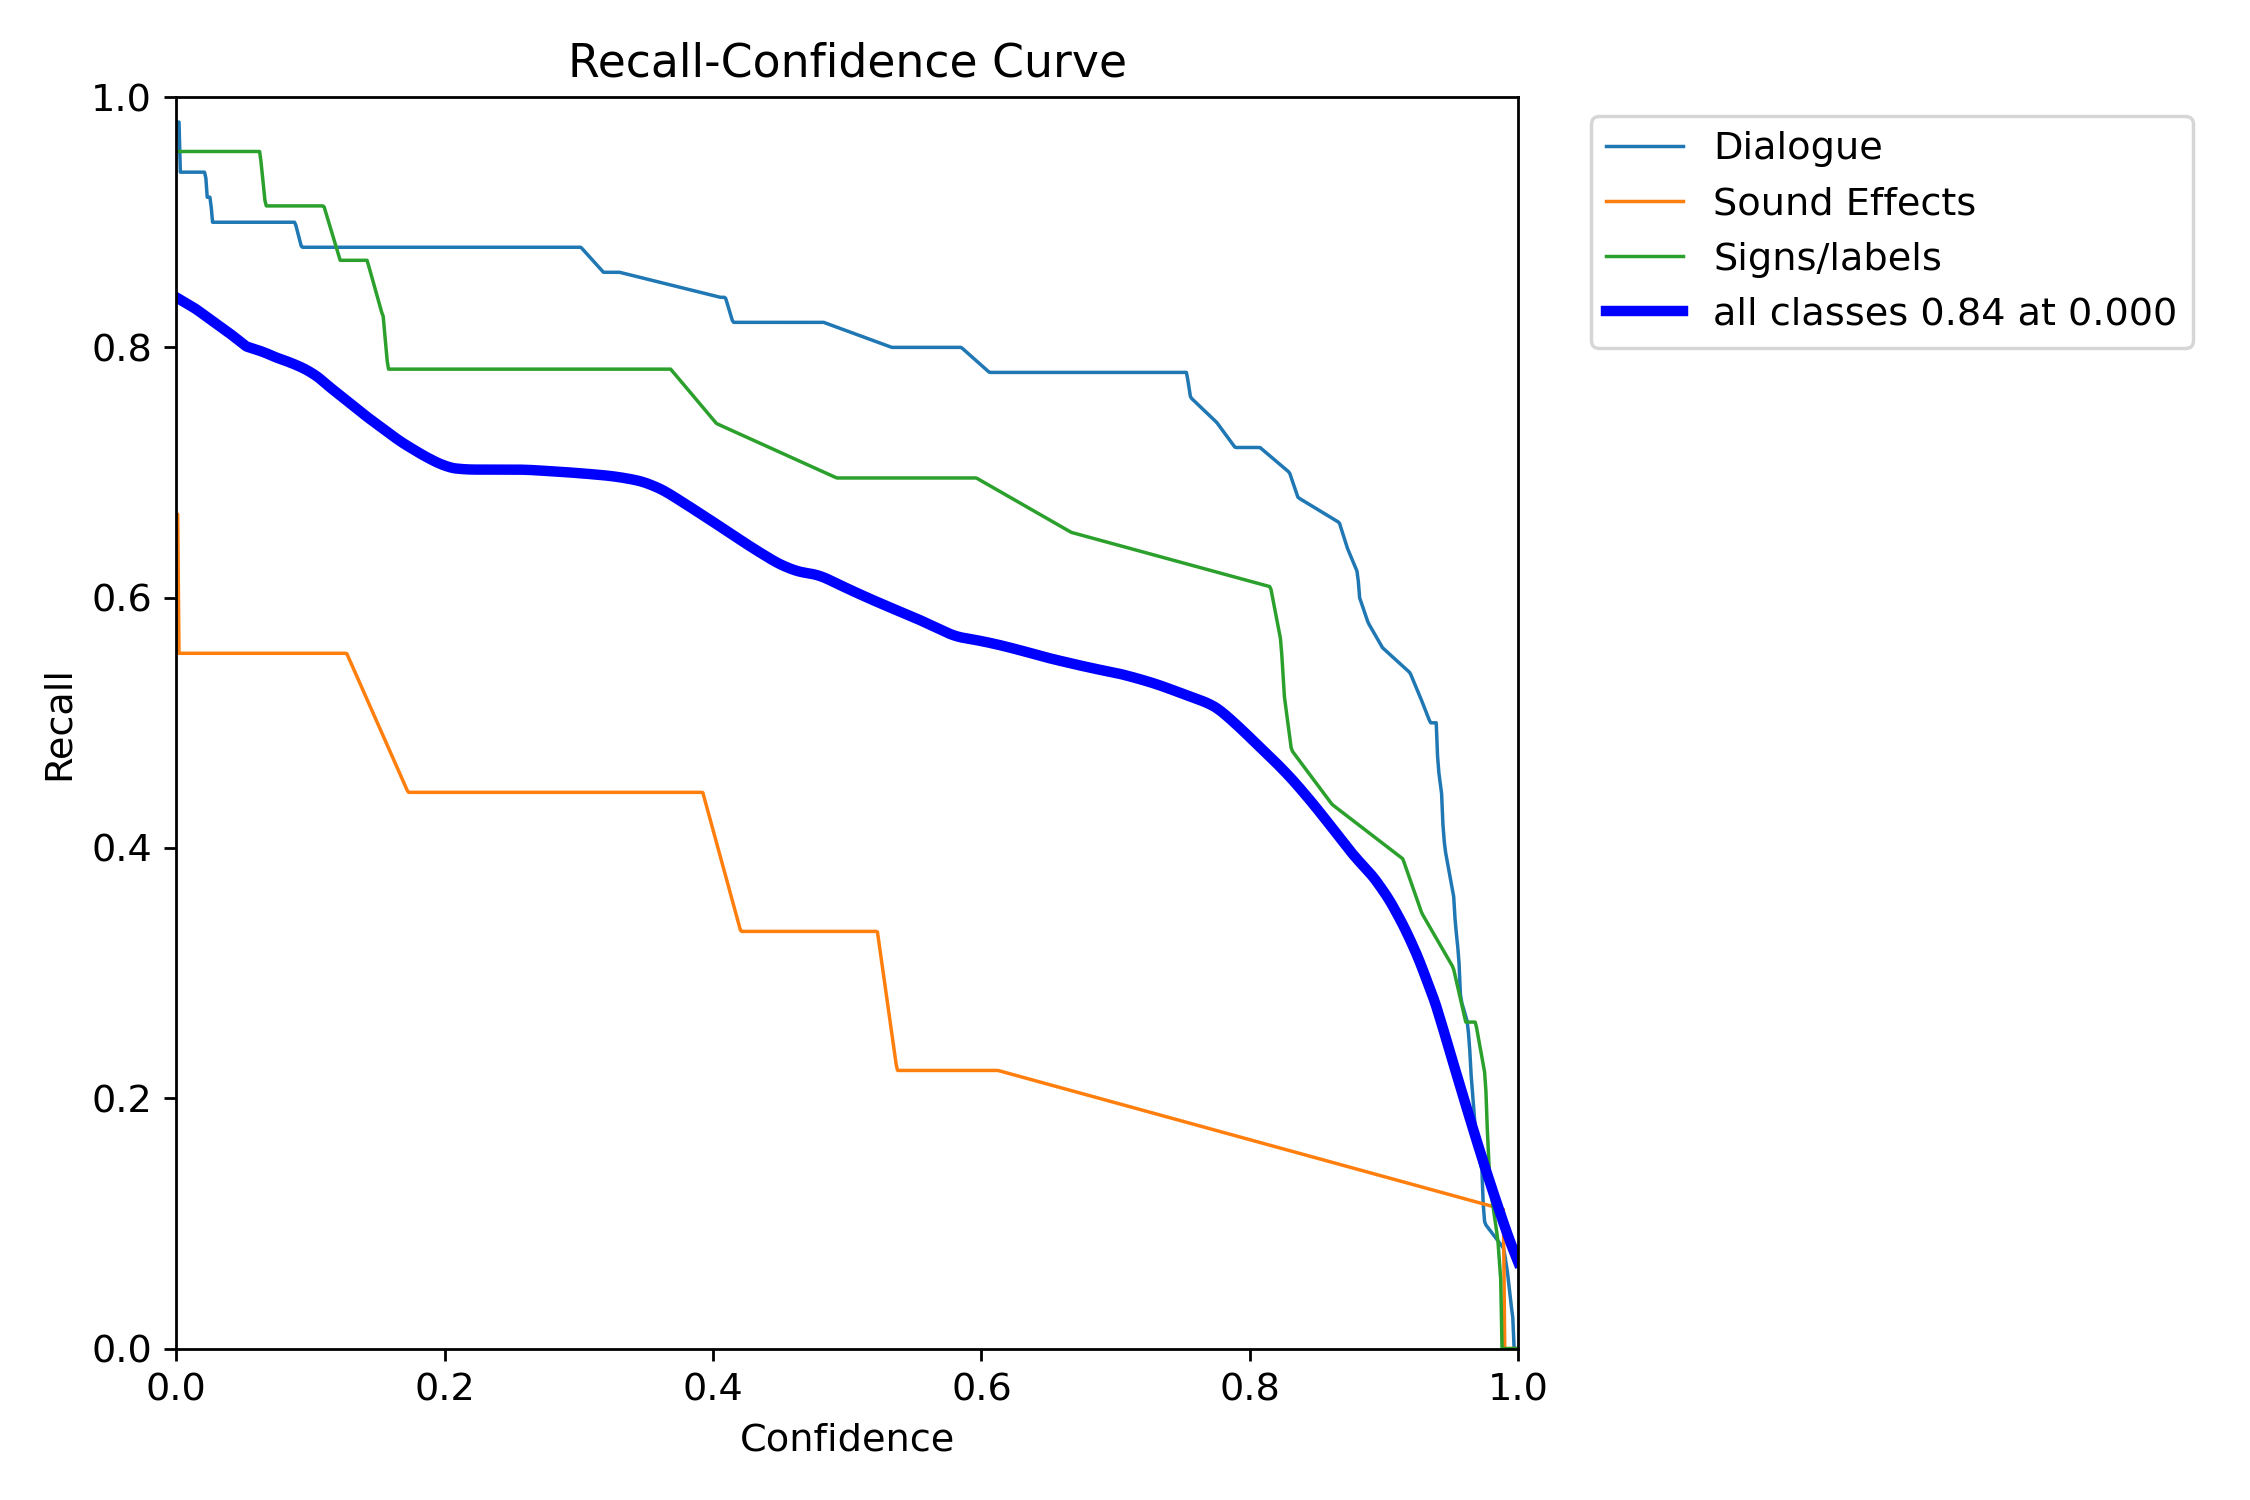 Recall-Confidence Curve
1.0
0.8
0.6
0.4
0.2
0.0
Recall
0.0 0.2 0.4 0.6 0.8 1.0
Confidence
Dialogue
Sound Effects
Signs/labels
all classes 0.84 at 0.000